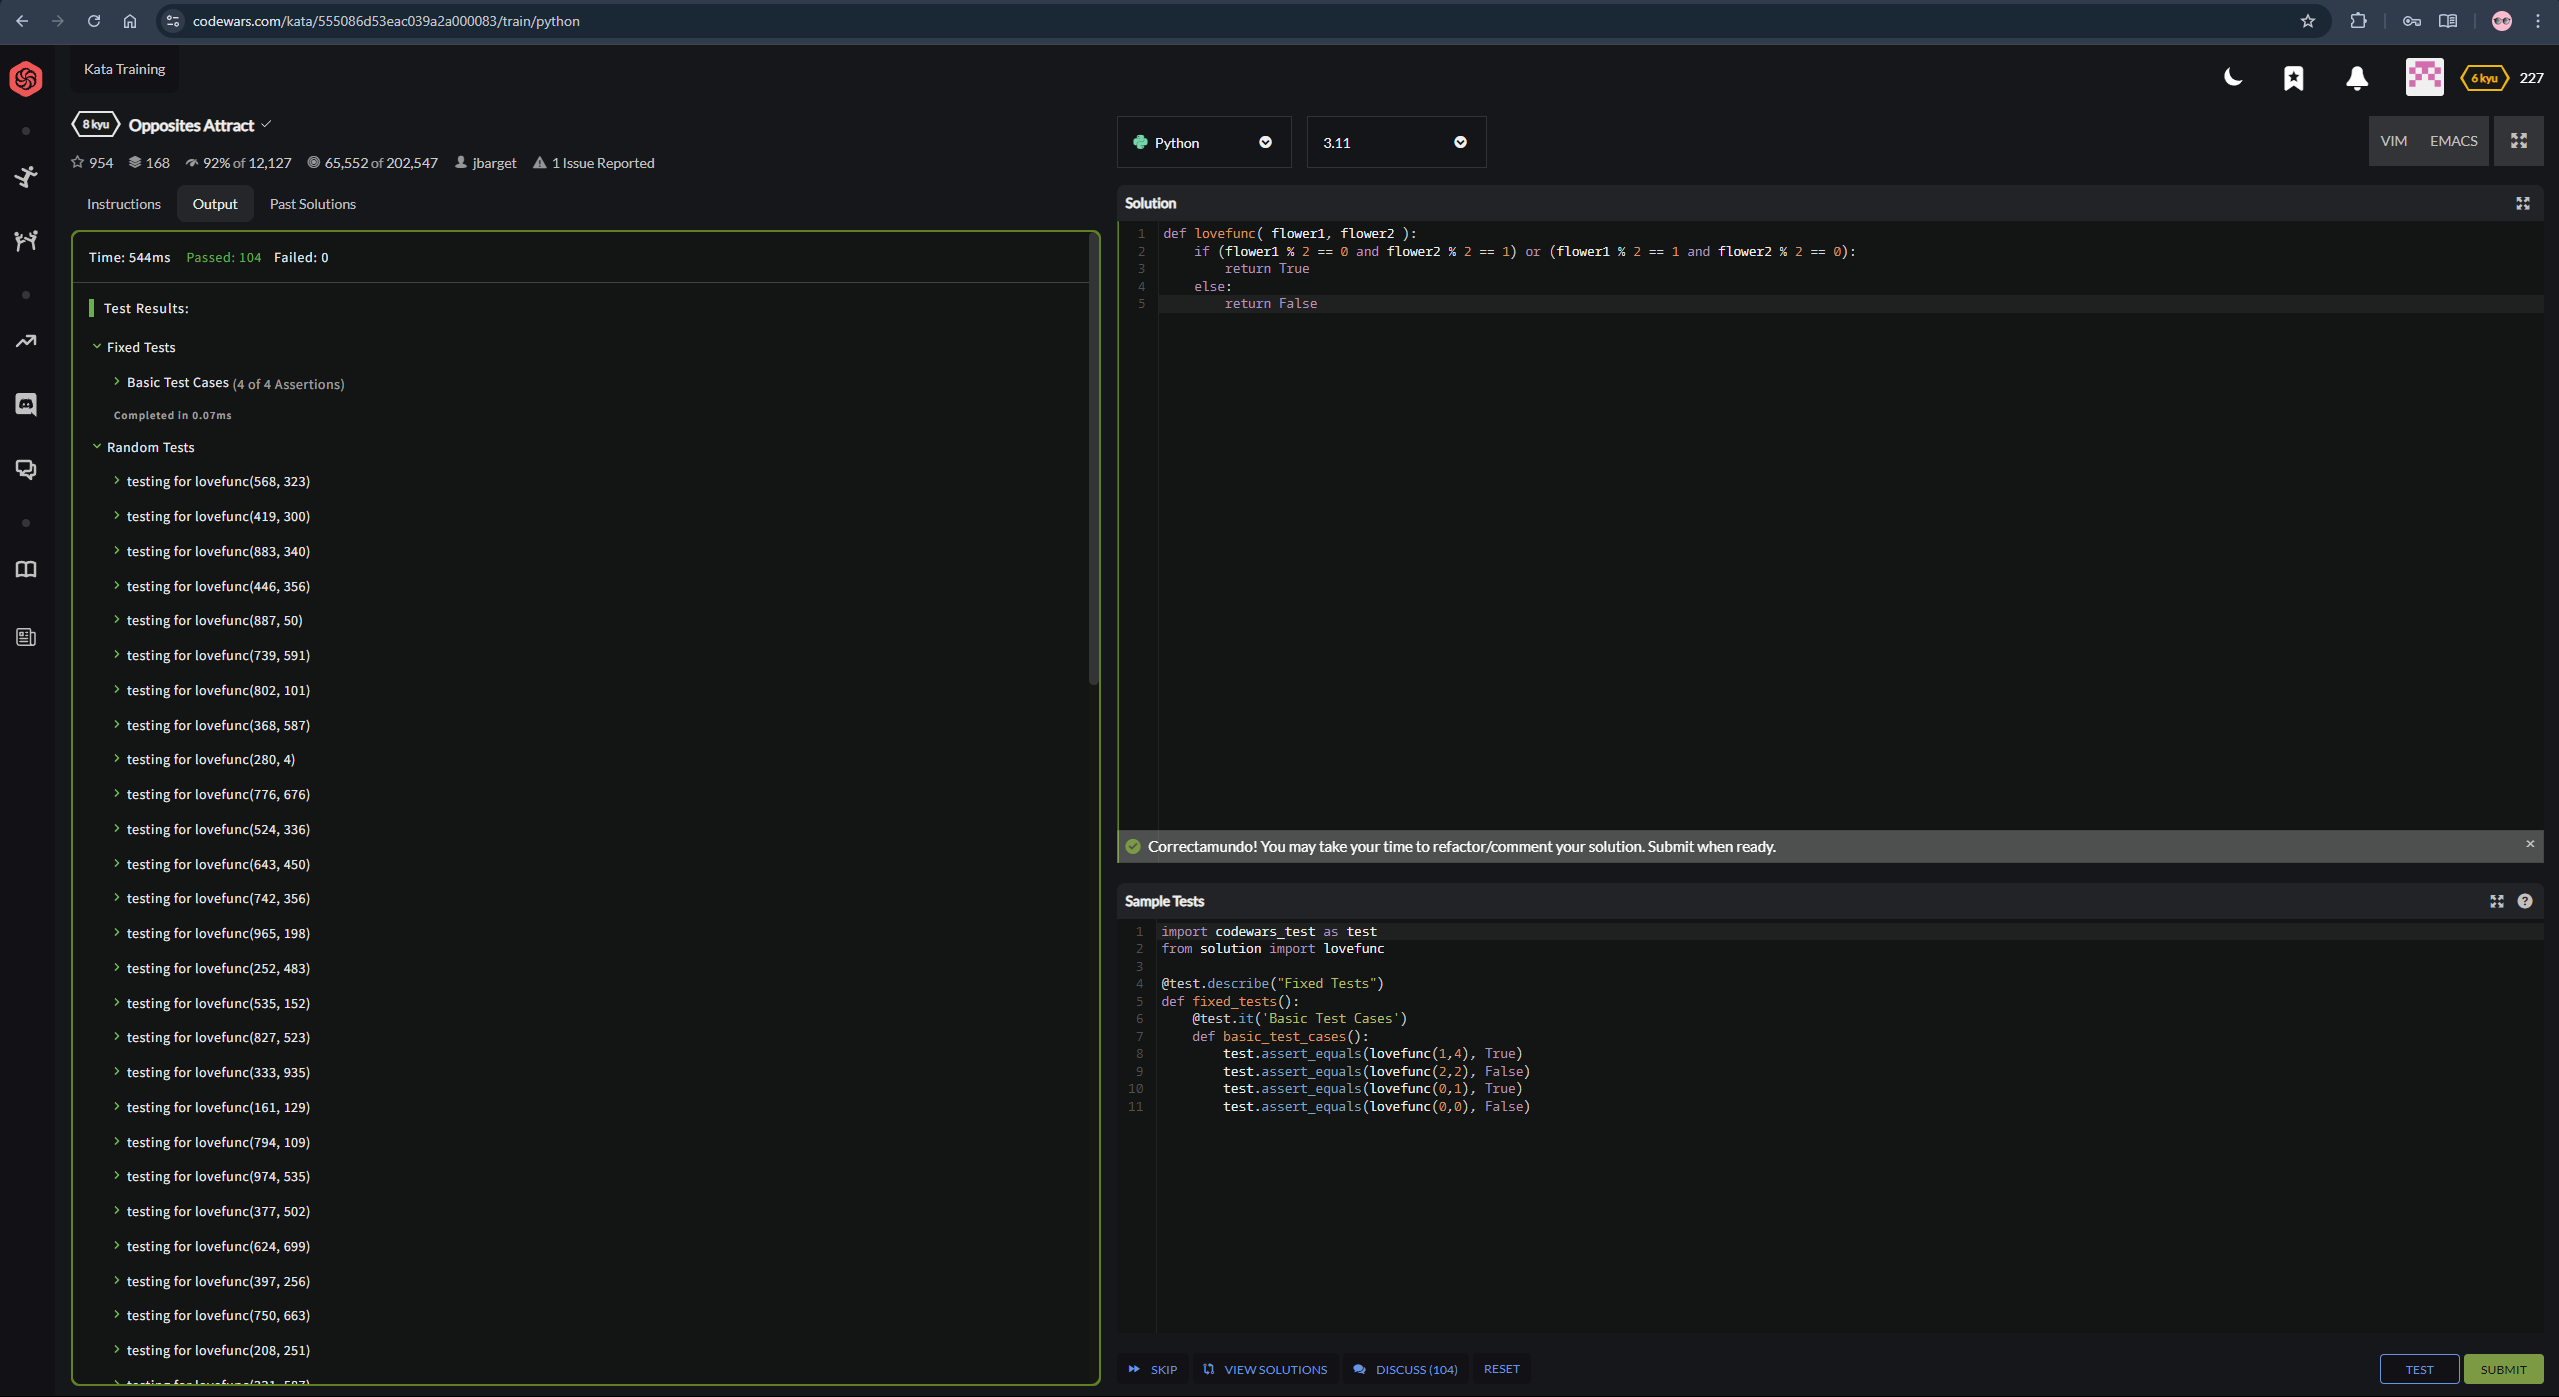 codewars.com/kata/555086d53eac039a2a000083/train/python
Kata Training
6 kyu 227
8 kyu Opposites Attract
954 168 92% of 12,127 65,552 of 202,547 jbarget 1 Issue Reported
Instructions Output Past Solutions
Time: 544ms Passed: 104 Failed: 0
Test Results:
Fixed Tests
Basic Test Cases (4 of 4 Assertions)
Completed in 0.07ms
Random Tests
testing for lovefunc(568, 323)
testing for lovefunc(419, 300)
testing for lovefunc(883, 340)
testing for lovefunc(446, 356)
testing for lovefunc(887, 50)
testing for lovefunc(739, 591)
testing for lovefunc(802, 101)
testing for lovefunc(368, 587)
testing for lovefunc(280, 4)
testing for lovefunc(776, 676)
testing for lovefunc(524, 336)
testing for lovefunc(643, 450)
testing for lovefunc(742, 356)
testing for lovefunc(965, 198)
testing for lovefunc(252, 483)
testing for lovefunc(535, 152)
testing for lovefunc(827, 523)
testing for lovefunc(333, 935)
testing for lovefunc(161, 129)
testing for lovefunc(794, 109)
testing for lovefunc(974, 535)
testing for lovefunc(377, 502)
testing for lovefunc(624, 699)
testing for lovefunc(397, 256)
testing for lovefunc(750, 663)
testing for lovefunc(208, 251)
Python 3.11 VIM EMACS
Solution
1 def lovefunc( flower1, flower2 ):
2     if (flower1 % 2 == 0 and flower2 % 2 == 1) or (flower1 % 2 == 1 and flower2 % 2 == 0):
3         return True
4     else:
5         return False
Correctamundo! You may take your time to refactor/comment your solution. Submit when ready.
Sample Tests
1 import codewars_test as test
2 from solution import lovefunc
3
4 @test.describe("Fixed Tests")
5 def fixed_tests():
6     @test.it('Basic Test Cases')
7     def basic_test_cases():
8         test.assert_equals(lovefunc(1,4), True)
9         test.assert_equals(lovefunc(2,2), False)
10         test.assert_equals(lovefunc(0,1), True)
11         test.assert_equals(lovefunc(0,0), False)
SKIP VIEW SOLUTIONS DISCUSS (104) RESET TEST SUBMIT